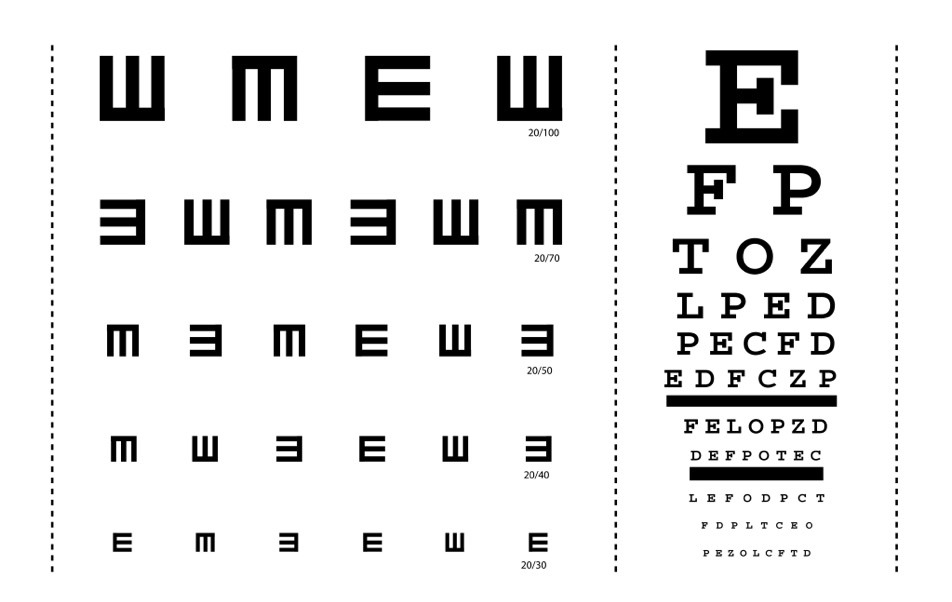 Ш M E Ш
20/100
Ǝ Ш M Ǝ Ш M
20/70
M Ǝ M E Ш Ǝ
20/50
M Ш Ǝ E Ш Ǝ
20/40
E M Ǝ E Ш E
20/30
E
F P
T O Z
L P E D
P E C F D
E D F C Z P
F E L O P Z D
D E F P O T E C
L E F O D P C T
F D P L T C E O
P E Z O L C F T D